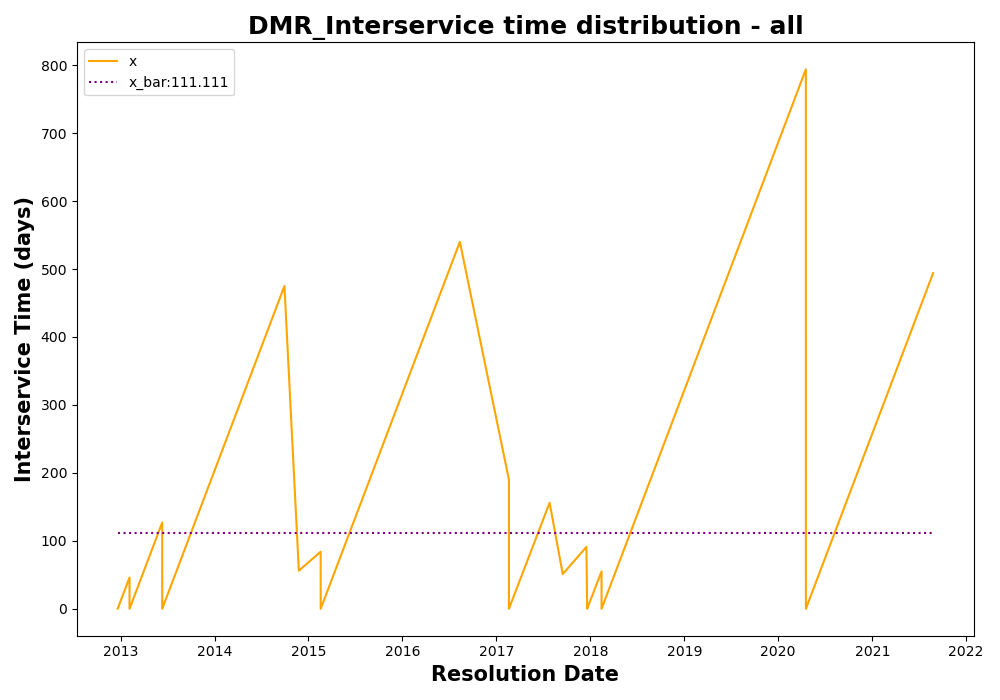 DMR_Interservice time distribution - all
x
x_bar:111.111
Interservice Time (days)
800
700
600
500
400
300
200
100
0
2013 2014 2015 2016 2017 2018 2019 2020 2021 2022
Resolution Date